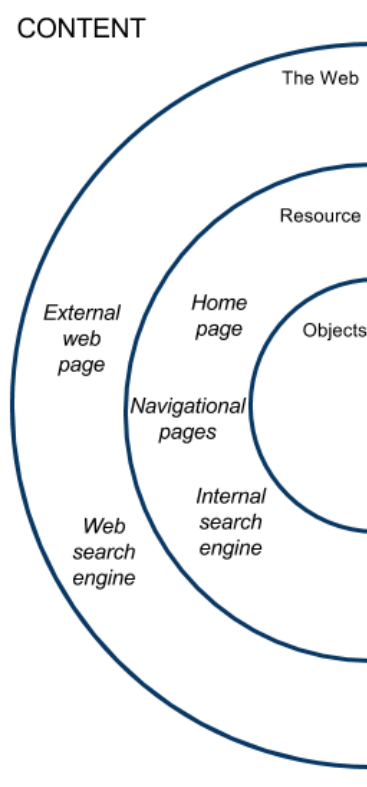 CONTENT
The Web
Resource
Home
page
External
web
page
Objects
Navigational
pages
Internal
search
engine
Web
search
engine